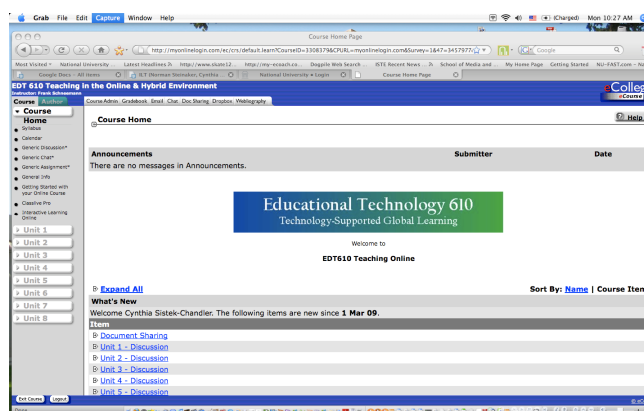 Grab File Edit Capture Window Help (Charged) Mon 10:27 AM
Course Home Page
http://myonlinelogin.com/ec/crs/default.learn?CourseID=3308379&CPURL=myonlinelogin.com&Survey=1&47=3457977 Google
Most Visited National University ... Latest Headlines http://www.skate12... http://my-ecoach.co... Dogpile Web Search ISTE Recent News ... School of Media and ... My Home Page Getting Started NU-FAST.com - Na
Google Docs - All items ILT (Norman Sternaker, Cynthia... National University • Login Course Home Page
EDT 610 Teaching in the Online & Hybrid Environment
eColleg
Instructor: Frank Schneemann
eCourse
Course Author Course Admin Gradebook Email Chat Doc Sharing Dropbox Webliography
Course Home
Syllabus
Calendar
Generic Discussion*
Generic Chat*
Generic Assignment*
General Info
Getting Started with your Online Course
Classlive Pro
Interactive Learning Online
Unit 1
Unit 2
Unit 3
Unit 4
Unit 5
Unit 6
Unit 7
Unit 8
Exit Course Logout
Course Home Help
Announcements Submitter Date
There are no messages in Announcements.
Educational Technology 610
Technology-Supported Global Learning
Welcome to
EDT610 Teaching Online
Expand All Sort By: Name | Course Item
What's New
Welcome Cynthia Sistek-Chandler. The following items are new since 1 Mar 09.
Item
Document Sharing
Unit 1 - Discussion
Unit 2 - Discussion
Unit 3 - Discussion
Unit 4 - Discussion
Unit 5 - Discussion
Done